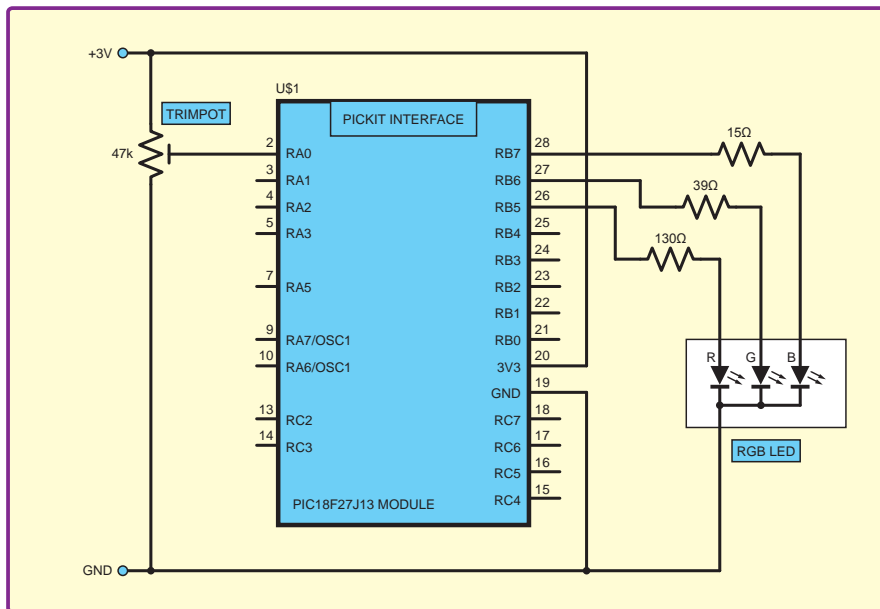 +3V
U$1
TRIMPOT
PICKIT INTERFACE
47k
2
RA0
3
RA1
4
RA2
5
RA3
7
RA5
9
RA7/OSC1
10
RA6/OSC1
13
RC2
14
RC3
PIC18F27J13 MODULE
RB7
28
RB6
27
RB5
26
RB4
25
RB3
24
RB2
23
RB1
22
RB0
21
3V3
20
GND
19
RC7
18
RC6
17
RC5
16
RC4
15
15Ω
39Ω
130Ω
R
G
B
RGB LED
GND